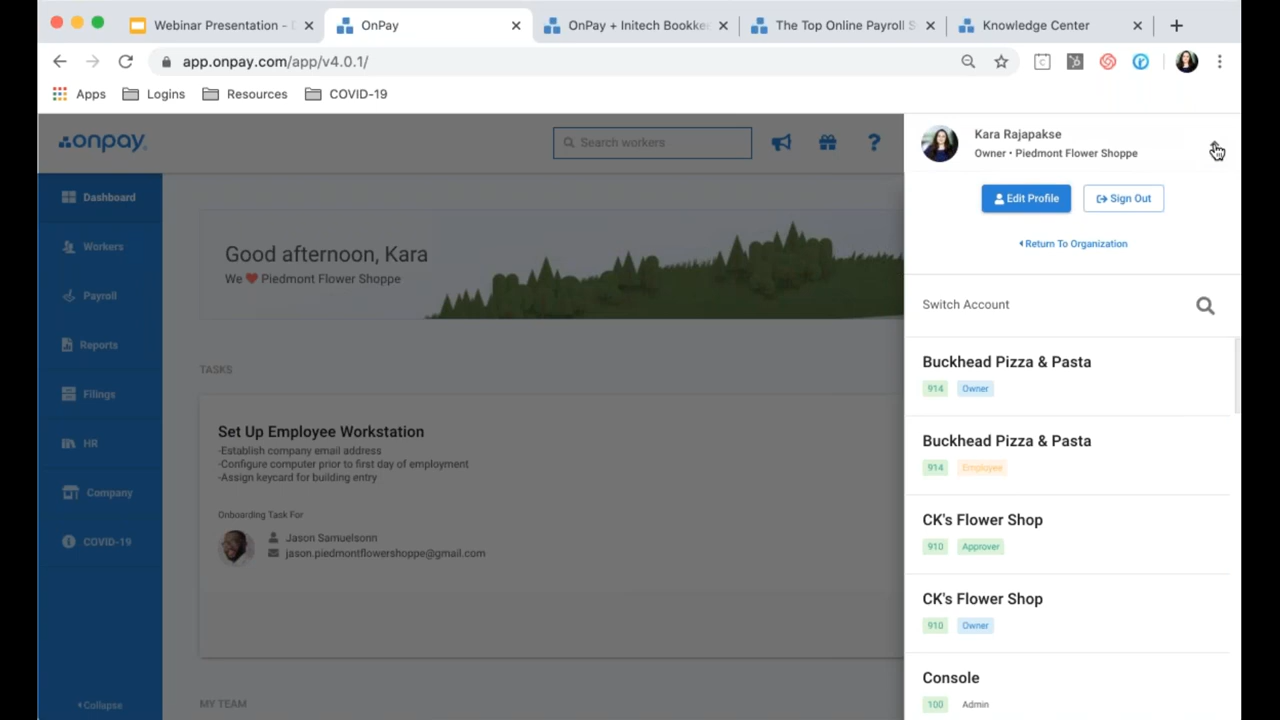 Webinar Presentation -
OnPay
OnPay + Initech Bookke
The Top Online Payroll S
Knowledge Center
app.onpay.com/app/v4.0.1/
Apps
Logins
Resources
COVID-19
onpay
Search workers
?
Kara Rajapakse
Owner • Piedmont Flower Shoppe
Edit Profile
Sign Out
Return To Organization
Dashboard
Workers
Payroll
Reports
Filings
HR
Company
COVID-19
Collapse
Good afternoon, Kara
We ❤ Piedmont Flower Shoppe
TASKS
Set Up Employee Workstation
-Establish company email address
-Configure computer prior to first day of employment
-Assign keycard for building entry
Onboarding Task For
Jason Samuelsonn
jason.piedmontflowershoppe@gmail.com
MY TEAM
Switch Account
Buckhead Pizza & Pasta
914 Owner
Buckhead Pizza & Pasta
914 Employee
CK's Flower Shop
910 Approver
CK's Flower Shop
910 Owner
Console
100 Admin